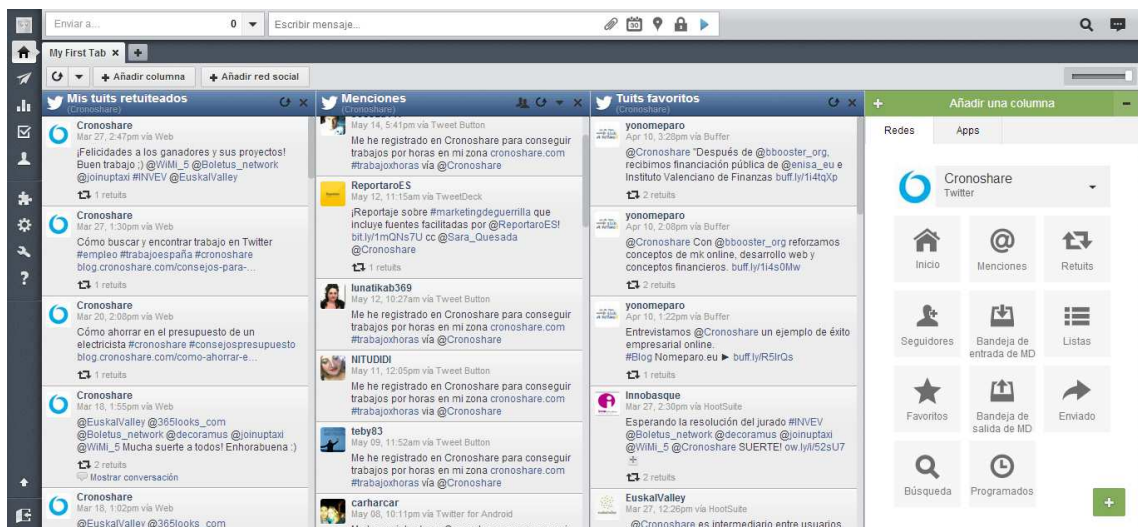 Enviar a... 0
Escribir mensaje...
30
My First Tab
Añadir columna
Añadir red social
Mis tuits retuiteados
(Cronoshare)
Cronoshare
Mar 27, 2:47pm vía Web
¡Felicidades a los ganadores y sus proyectos!
Buen trabajo ;) @WiMi_5 @Boletus_network
@joinuptaxi #INVEV @EuskalValley
1 retuits
Cronoshare
Mar 27, 1:30pm vía Web
Cómo buscar y encontrar trabajo en Twitter
#empleo #trabajoespaña #cronoshare
blog.cronoshare.com/consejos-para-...
1 retuits
Cronoshare
Mar 20, 2:08pm vía Web
Cómo ahorrar en el presupuesto de un
electricista #cronoshare #consejospresupuesto
blog.cronoshare.com/como-ahorrar-e...
1 retuits
Cronoshare
Mar 18, 1:55pm vía Web
@EuskalValley @365looks_com
@Boletus_network @decoramus @joinuptaxi
@WiMi_5 Mucha suerte a todos! Enhorabuena :)
2 retuits
Mostrar conversación
Cronoshare
Mar 18, 1:02pm vía Web
@EuskalValley @365looks_com
Menciones
(Cronoshare)
May 14, 5:41pm vía Tweet Button
Me he registrado en Cronoshare para conseguir
trabajos por horas en mi zona cronoshare.com
#trabajoxhoras vía @Cronoshare
ReportaroES
May 12, 11:15am vía TweetDeck
¡Reportaje sobre #marketingdeguerrilla que
incluye fuentes facilitadas por @ReportaroES!
bit.ly/1mQNs7U cc @Sara_Quesada
@Cronoshare
1 retuits
lunatikab369
May 12, 10:27am vía Tweet Button
Me he registrado en Cronoshare para conseguir
trabajos por horas en mi zona cronoshare.com
#trabajoxhoras vía @Cronoshare
NITUDIDI
May 11, 12:05pm vía Tweet Button
Me he registrado en Cronoshare para conseguir
trabajos por horas en mi zona cronoshare.com
#trabajoxhoras vía @Cronoshare
teby83
May 09, 11:52am vía Tweet Button
Me he registrado en Cronoshare para conseguir
trabajos por horas en mi zona cronoshare.com
#trabajoxhoras vía @Cronoshare
carharcar
May 08, 10:11pm vía Twitter for Android
Tuits favoritos
(Cronoshare)
yonomeparo
Apr 10, 3:28pm vía Buffer
@Cronoshare "Después de @bbooster_org,
recibimos financiación pública de @enisa_eu e
Instituto Valenciano de Finanzas buff.ly/1i4tqXp
2 retuits
yonomeparo
Apr 10, 2:08pm vía Buffer
@Cronoshare Con @bbooster_org reforzamos
conceptos de mk online, desarrollo web y
conceptos financieros. buff.ly/1i4s0Mw
2 retuits
yonomeparo
Apr 10, 1:22pm vía Buffer
Entrevistamos @Cronoshare un ejemplo de éxito
empresarial online.
#Blog Nomeparo.eu ► buff.ly/R5IrQs
1 retuits
Innobasque
Mar 27, 2:30pm vía HootSuite
Esperando la resolución del jurado #INVEV
@Boletus_network @decoramus @joinuptaxi
@WiMi_5 @Cronoshare SUERTE! ow.ly/i/52sU7
2 retuits
EuskalValley
Mar 27, 12:26pm vía HootSuite
@Cronoshare es intermediario entre usuarios,
Añadir una columna
Redes Apps
Cronoshare
Twitter
Inicio
Menciones
Retuits
Seguidores
Bandeja de
entrada de MD
Listas
Favoritos
Bandeja de
salida de MD
Enviado
Búsqueda
Programados